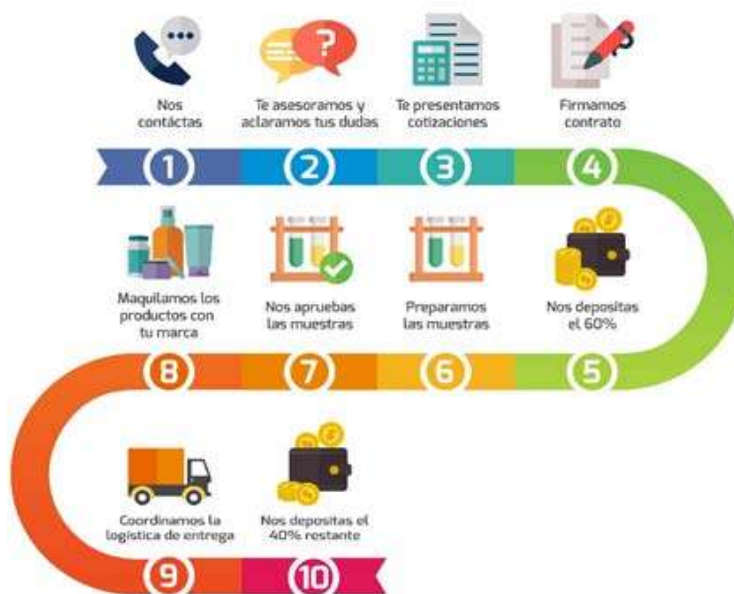 ?
Nos
contáctas
Te asesoramos y
aclaramos tus dudas
Te presentamos
cotizaciones
Firmamos
contrato
1
2
3
4
Maquilamos los
productos con
tu marca
Nos apruebas
las muestras
Preparamos
las muestras
Nos depositas
el 60%
8
7
6
5
Coordinamos la
logística de entrega
Nos depositas el
40% restante
9
10